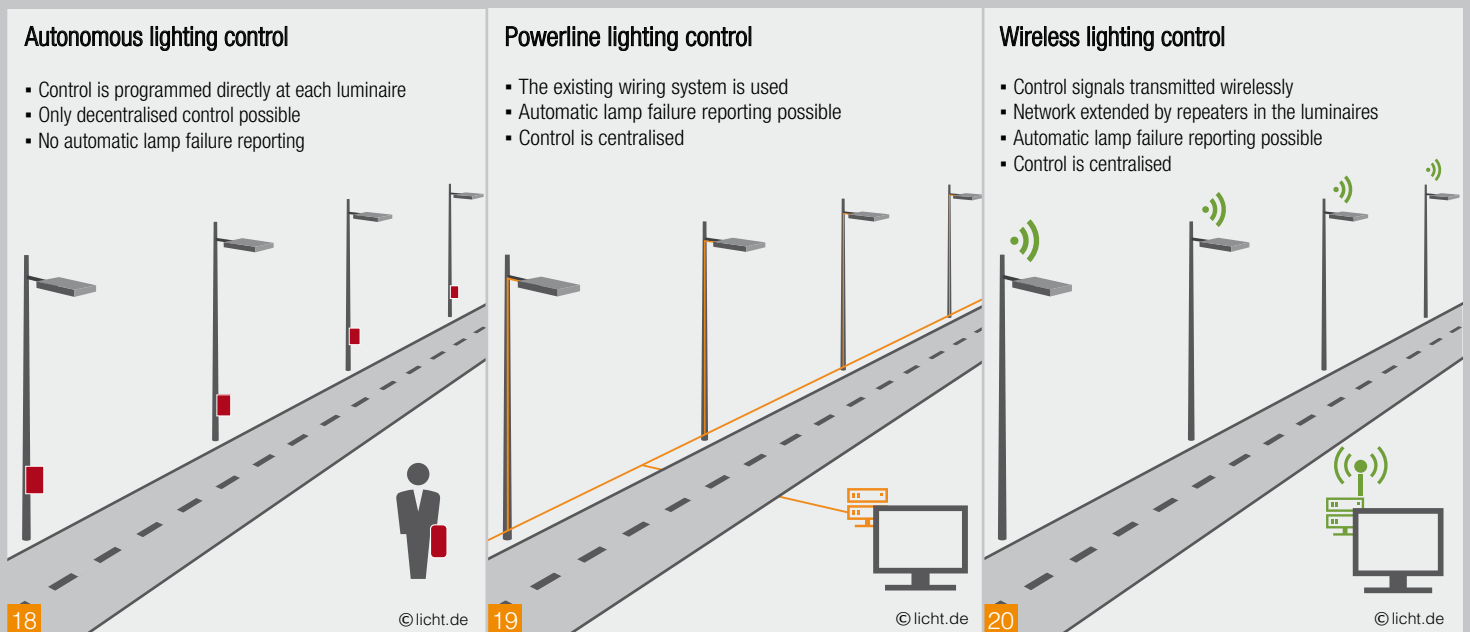 Autonomous lighting control
▪ Control is programmed directly at each luminaire
▪ Only decentralised control possible
▪ No automatic lamp failure reporting
18
©licht.de
Powerline lighting control
▪ The existing wiring system is used
▪ Automatic lamp failure reporting possible
▪ Control is centralised
19
©licht.de
Wireless lighting control
▪ Control signals transmitted wirelessly
▪ Network extended by repeaters in the luminaires
▪ Automatic lamp failure reporting possible
▪ Control is centralised
20
©licht.de